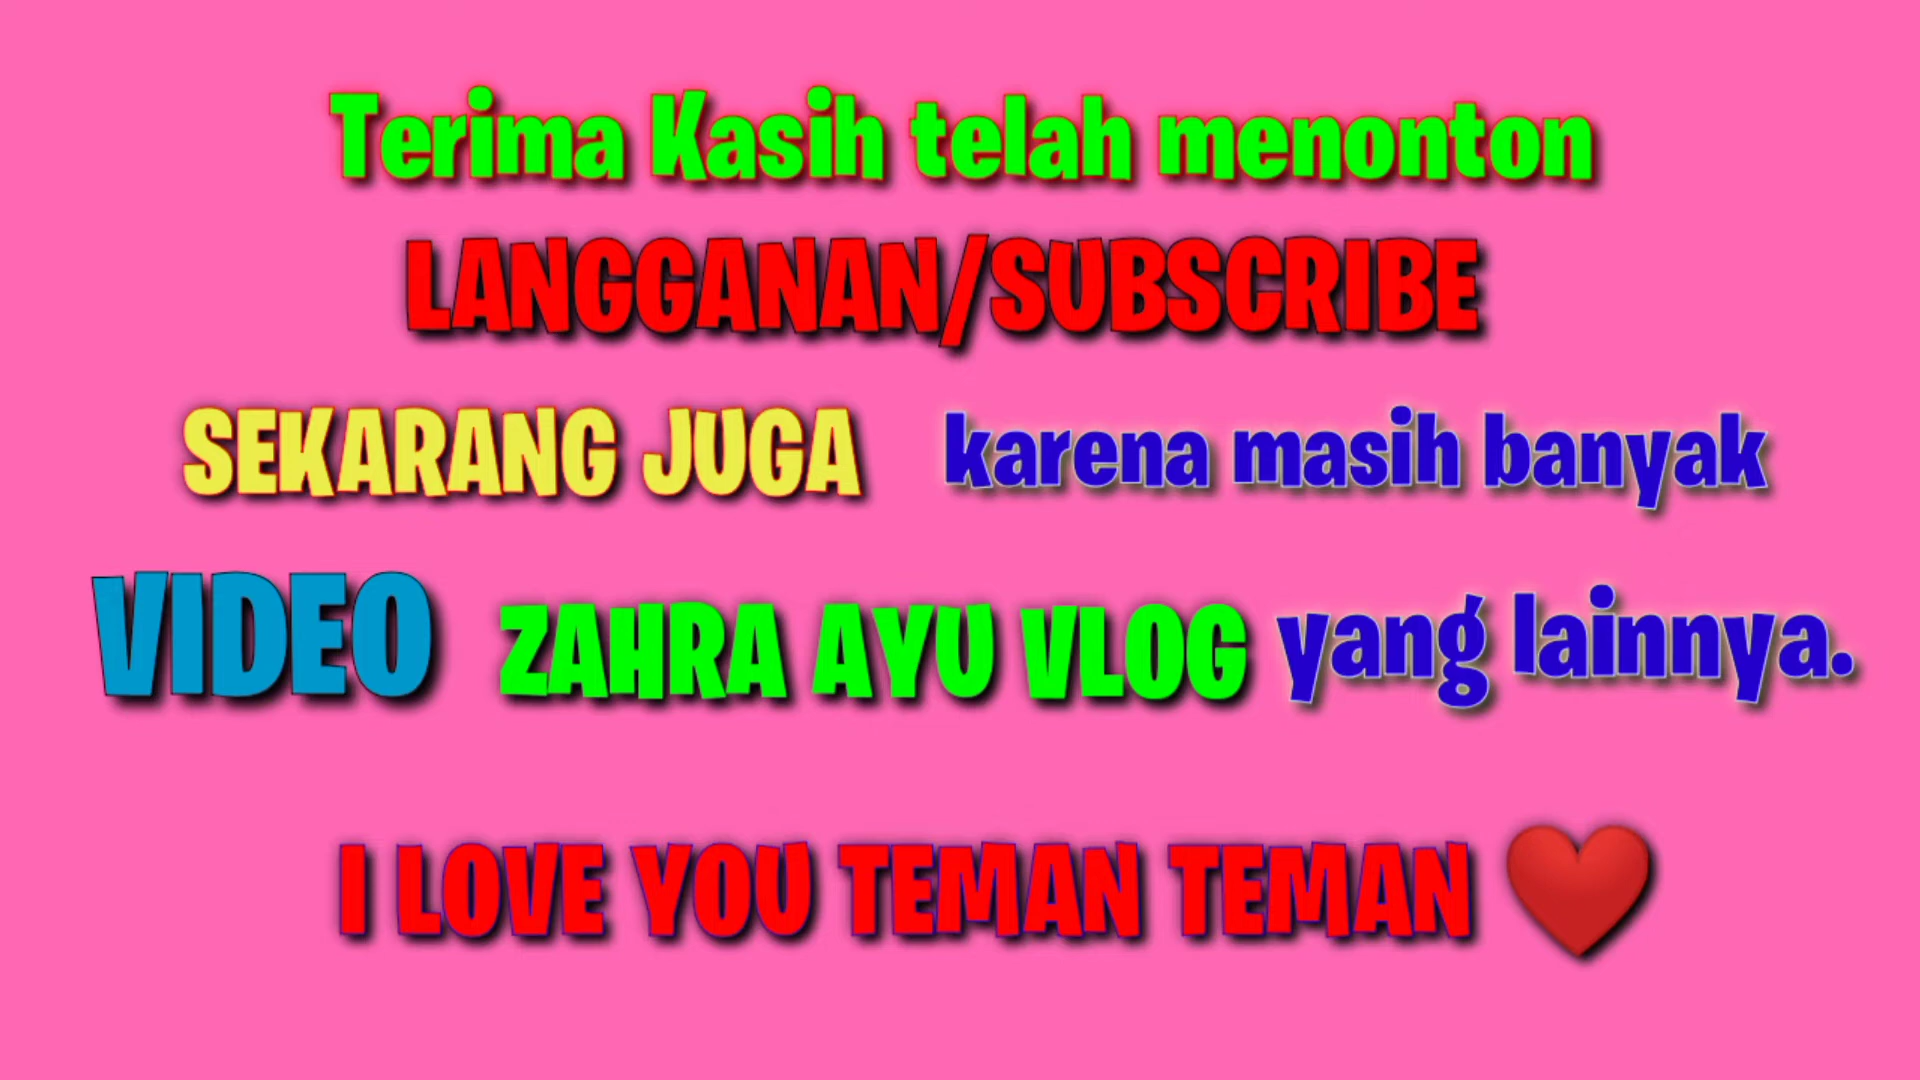 Terima Kasih telah menonton
LANGGANAN/SUBSCRIBE
SEKARANG JUGA karena masih banyak
VIDEO ZAHRA AYU VLOG yang lainnya.
I LOVE YOU TEMAN TEMAN ❤️